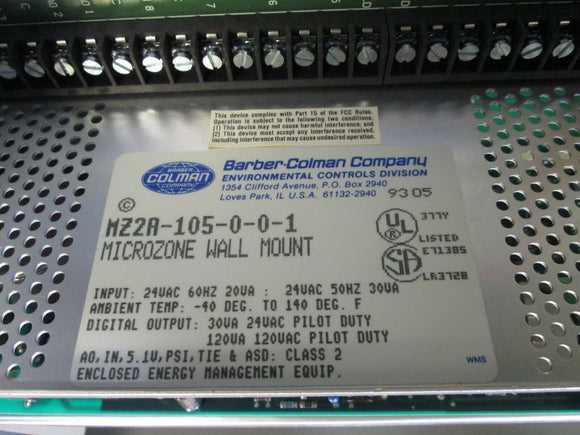 2
10
This device complies with Part 15 of the FCC Rules.
Operation is subject to the following two conditions:
(1) This device may not cause harmful interference; and
(2) This device must accept any interference received,
including interference that may cause undesired operation.
BARBER
COLMAN
COMPANY
Barber-Colman Company
ENVIRONMENTAL CONTROLS DIVISION
1354 Clifford Avenue, P.O. Box 2940
Loves Park, IL U.S.A. 61132-2940
9305
©
MZ2A-105-0-0-1
MICROZONE WALL MOUNT
UL
®
377Y
LISTED
E71385
SA
LR3728
INPUT: 24VAC 60HZ 20VA : 24VAC 50HZ 30VA
AMBIENT TEMP: -40 DEG. TO 140 DEG. F
DIGITAL OUTPUT: 30VA 24VAC PILOT DUTY
120VA 120VAC PILOT DUTY
AO,IN,5.1V,PSI,TIE & ASD: CLASS 2
ENCLOSED ENERGY MANAGEMENT EQUIP.
WMS